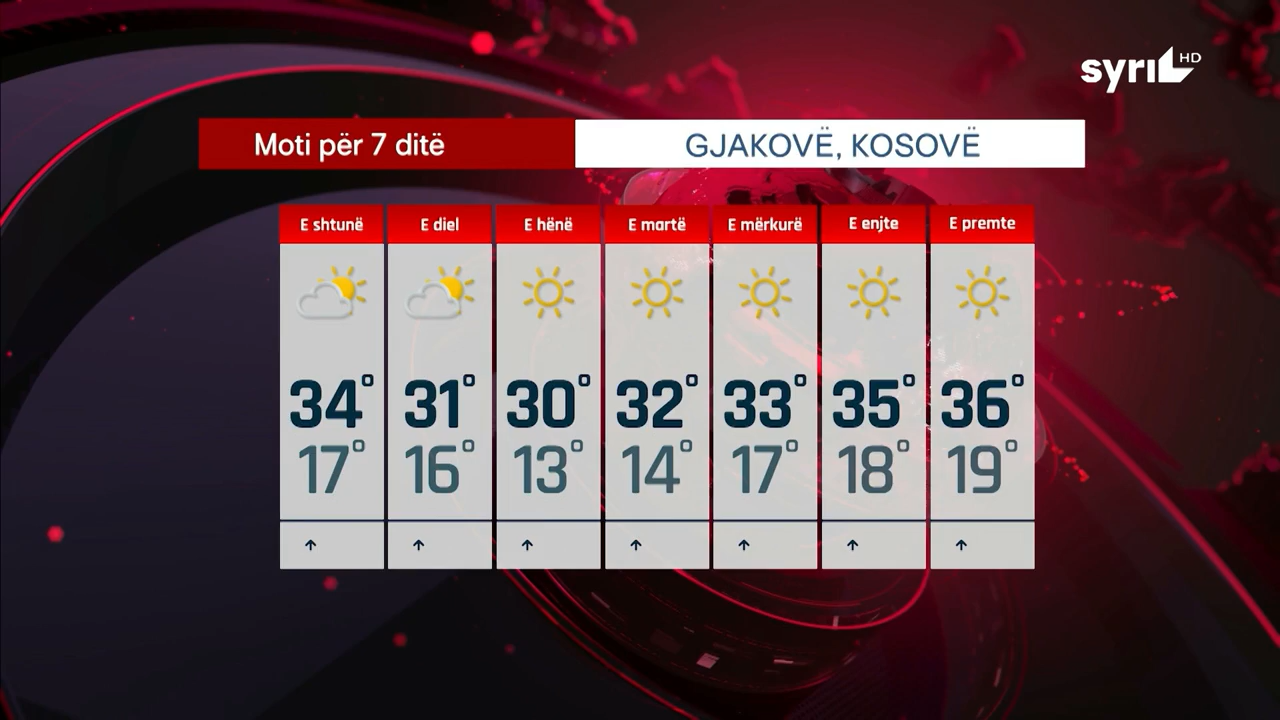 syri HD
Moti për 7 ditë GJAKOVË, KOSOVË
E shtunë E diel E hënë E martë E mërkurë E enjte E premte
34° 31° 30° 32° 33° 35° 36°
17° 16° 13° 14° 17° 18° 19°
↑ ↑ ↑ ↑ ↑ ↑ ↑